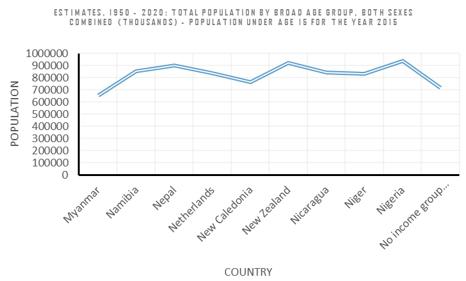 ESTIMATES, 1950 - 2020: TOTAL POPULATION BY BROAD AGE GROUP, BOTH SEXES
COMBINED (THOUSANDS) - POPULATION UNDER AGE 15 FOR THE YEAR 2015
POPULATION
1000000
900000
800000
700000
600000
500000
400000
300000
200000
100000
0
Myanmar
Namibia
Nepal
Netherlands
New Caledonia
New Zealand
Nicaragua
Niger
Nigeria
No income group...
COUNTRY